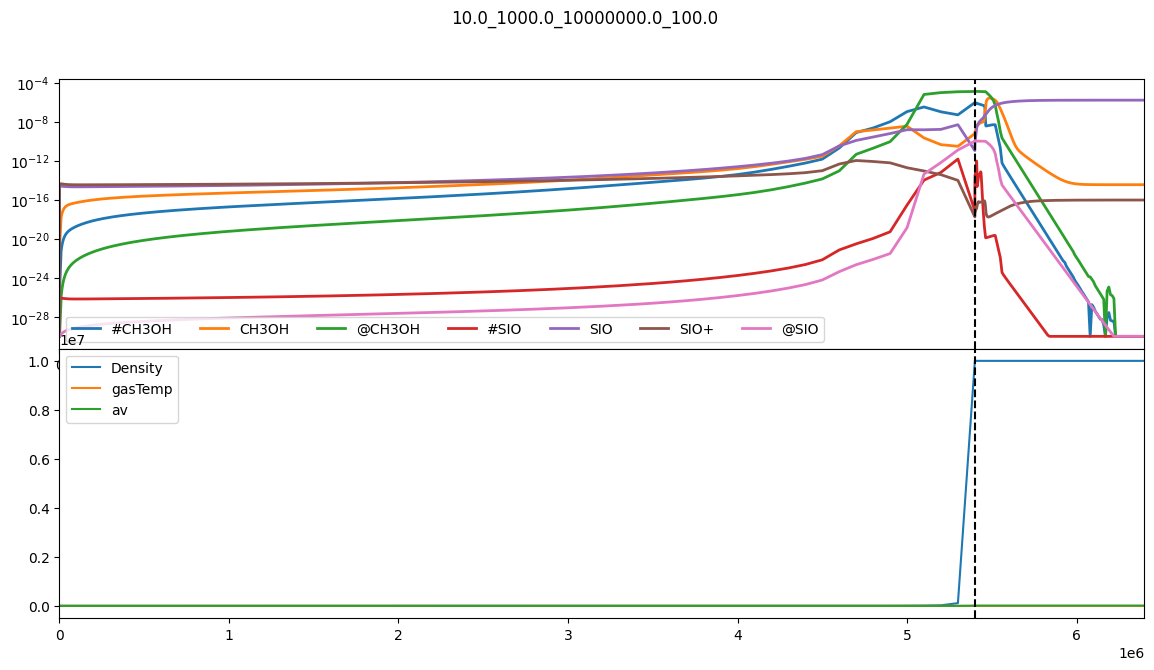 10.0_1000.0_10000000.0_100.0
10⁻⁴
10⁻⁸
10⁻¹²
10⁻¹⁶
10⁻²⁰
10⁻²⁴
10⁻²⁸
#CH3OH CH3OH @CH3OH #SIO SIO SIO+ @SIO
1e7
1.0
0.8
0.6
0.4
0.2
0.0
Density
gasTemp
av
0 1 2 3 4 5 6
1e6